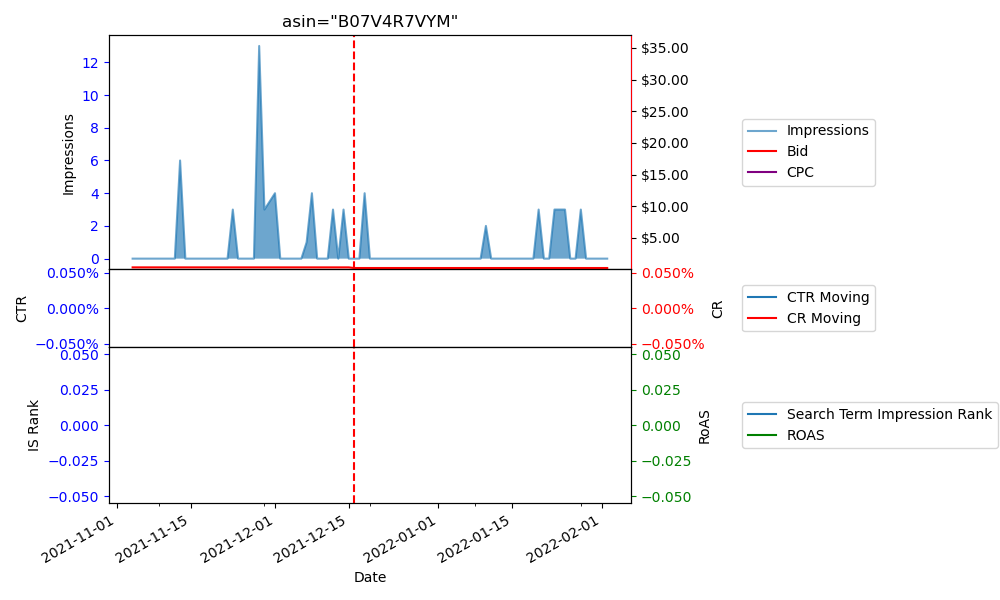 asin="B07V4R7VYM"
Impressions
12
10
8
6
4
2
0
$35.00
$30.00
$25.00
$20.00
$15.00
$10.00
$5.00
Impressions
Bid
CPC
CTR
0.050%
0.000%
−0.050%
0.050%
0.000%
−0.050%
CR
CTR Moving
CR Moving
IS Rank
0.050
0.025
0.000
−0.025
−0.050
0.050
0.025
0.000
−0.025
−0.050
RoAS
Search Term Impression Rank
ROAS
2021-11-01
2021-11-15
2021-12-01
2021-12-15
2022-01-01
2022-01-15
2022-02-01
Date